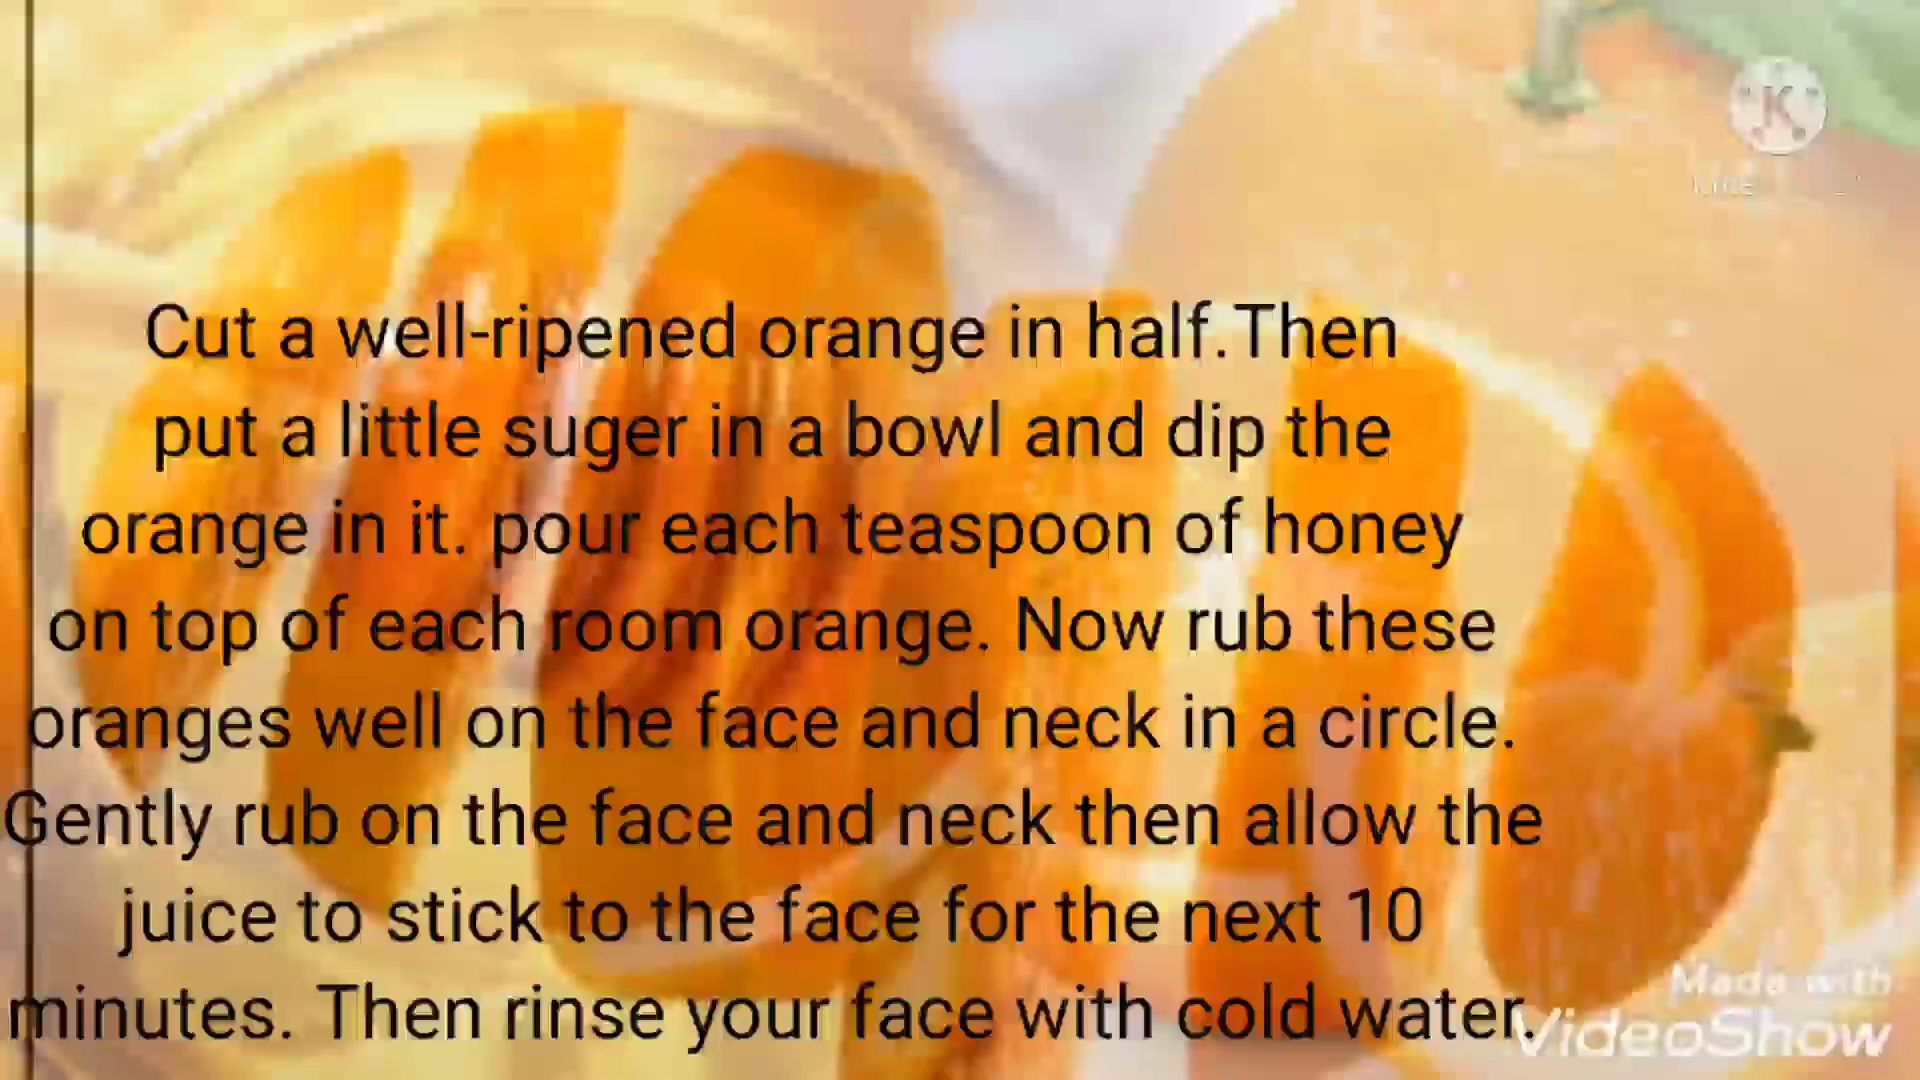 Cut a well-ripened orange in half.Then
put a little suger in a bowl and dip the
orange in it. pour each teaspoon of honey
on top of each room orange. Now rub these
oranges well on the face and neck in a circle.
Gently rub on the face and neck then allow the
juice to stick to the face for the next 10
minutes. Then rinse your face with cold water.
K
Made with
VideoShow